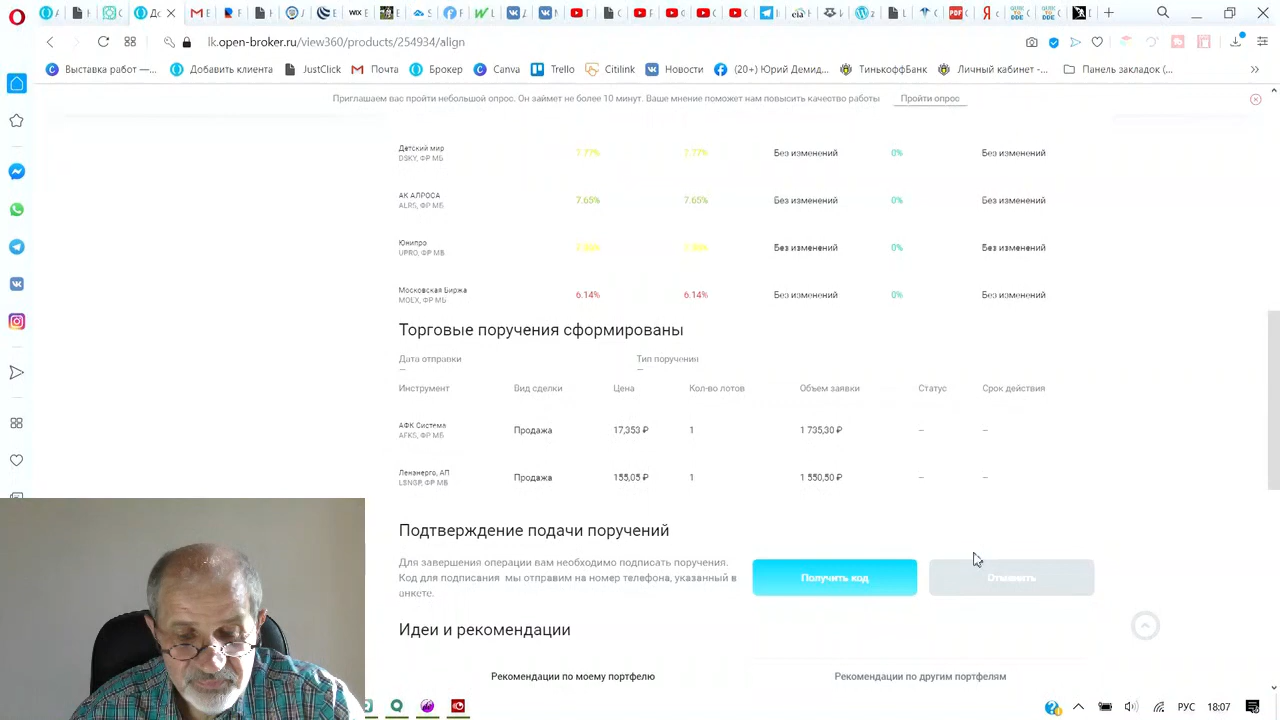 lk.open-broker.ru/view360/products/254934/align
Выставка работ —...
Добавить клиента
JustClick
Почта
Брокер
Canva
Trello
Citilink
Новости
(20+) Юрий Демид...
ТинькоффБанк
Личный кабинет -...
Панель закладок (...
Приглашаем вас пройти небольшой опрос. Он займет не более 10 минут. Ваше мнение поможет нам повысить качество работы Пройти опрос
Детский мир
DSKY, ФР МБ
7.77% 7.77% Без изменений 0% Без изменений
АК АЛРОСА
ALRS, ФР МБ
7.65% 7.65% Без изменений 0% Без изменений
Юнипро
UPRO, ФР МБ
Без изменений 0% Без изменений
Московская Биржа
MOEX, ФР МБ
6.14% 6.14% Без изменений 0% Без изменений
Торговые поручения сформированы
Дата отправки Тип поручения
– –
Инструмент Вид сделки Цена Кол-во лотов Объем заявки Статус Срок действия
АФК Система
AFKS, ФР МБ
Продажа 17,353 ₽ 1 1 735,30 ₽ – –
Ленэнерго, АП
LSNGP, ФР МБ
Продажа 155,05 ₽ 1 1 550,50 ₽ – –
Подтверждение подачи поручений
Для завершения операции вам необходимо подписать поручения.
Код для подписания мы отправим на номер телефона, указанный в
анкете.
Получить код
Отменить
Идеи и рекомендации
Рекомендации по моему портфелю
Рекомендации по другим портфелям
РУС 18:07